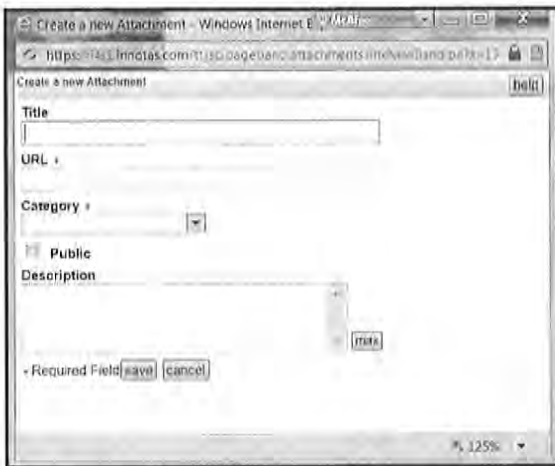 Create a new Attachment - Windows Internet E
Create a new Attachment
help
Title
URL
Category
Public
Description
max
Required Field save cancel
125%